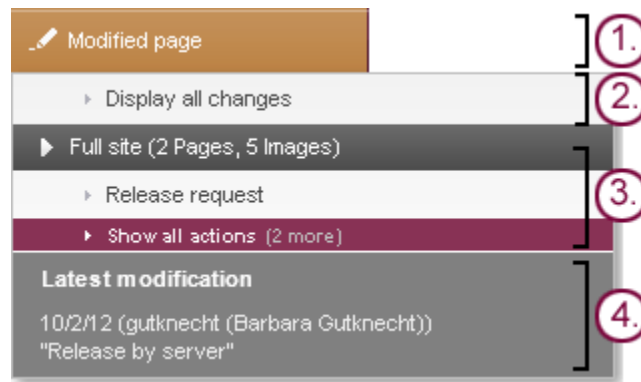 Modified page
1.
Display all changes
2.
Full site (2 Pages, 5 Images)
Release request
3.
Show all actions (2 more)
Latest modification
10/2/12 (gutknecht (Barbara Gutknecht))
4.
"Release by server"